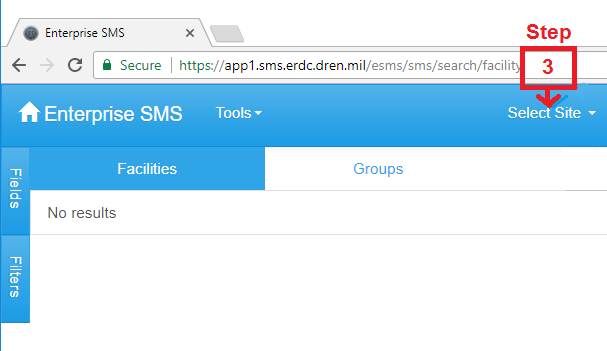 Enterprise SMS
Step
3
Secure https://app1.sms.erdc.dren.mil/esms/sms/search/facility
Enterprise SMS Tools Select Site
Facilities Groups
Fields
No results
Filters